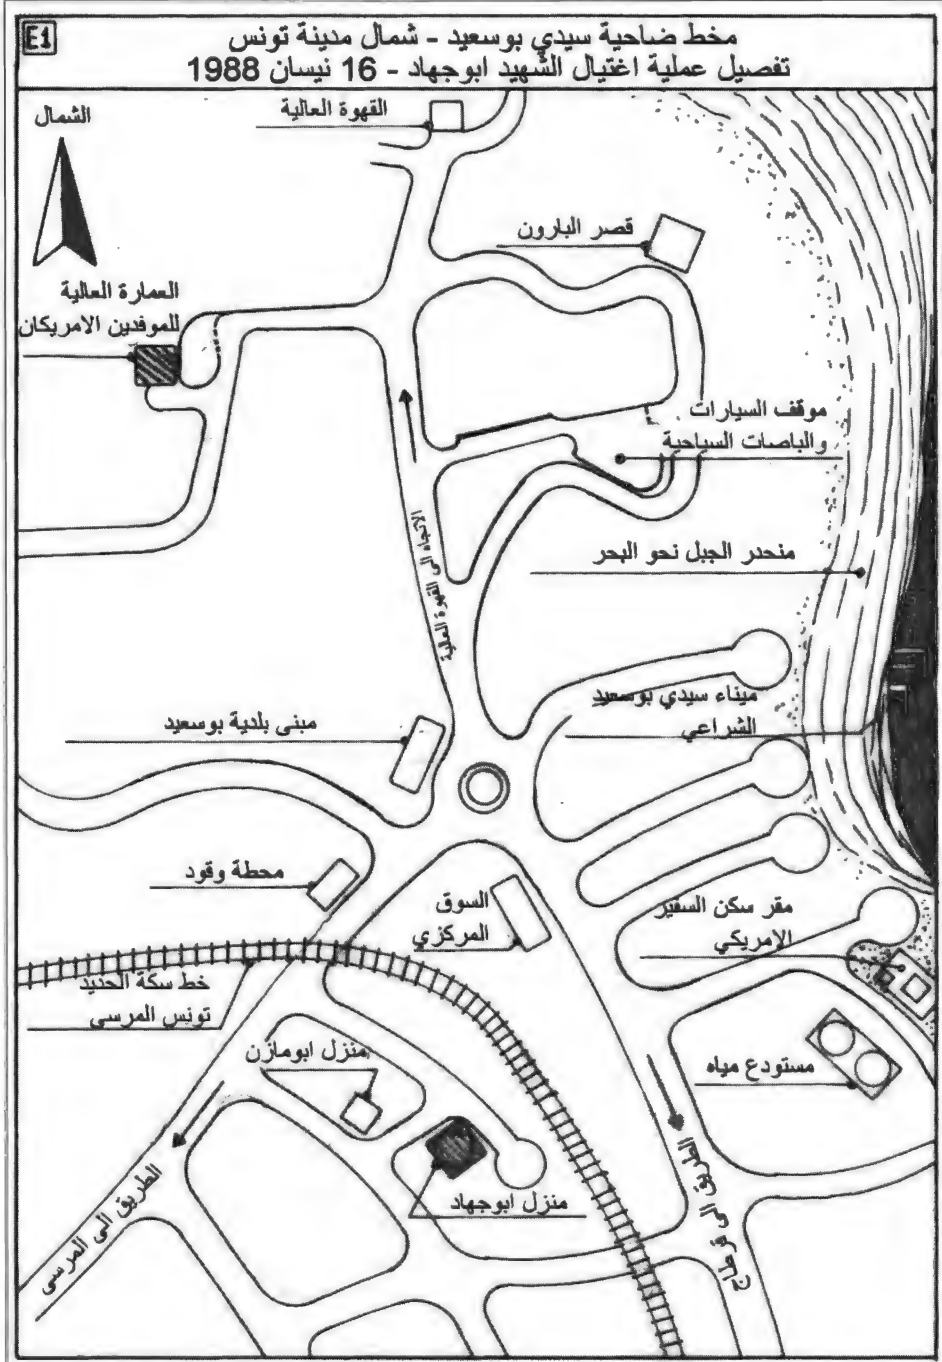 E1
مخطط ضاحية سيدي بوسعيد - شمال مدينة تونس
تفصيل عملية اغتيال الشهيد ابوجهاد - 16 نيسان 1988
الشمال
القهوة العالية
قصر البارون
العمارة العالية
للموفدين الامريكان
موقف السيارات
والباصات السياحية
الاتجاه الى القهوة العالية
منحدر الجبل نحو البحر
ميناء سيدي بوسعيد
الشراعي
مبنى بلدية بوسعيد
محطة وقود
السوق
المركزي
مقر سكن السفير
الامريكي
خط سكة الحديد
تونس المرسى
منزل ابومازن
مستودع مياه
منزل ابوجهاد
الطريق الى المرسى
الطريق الى قرطاج